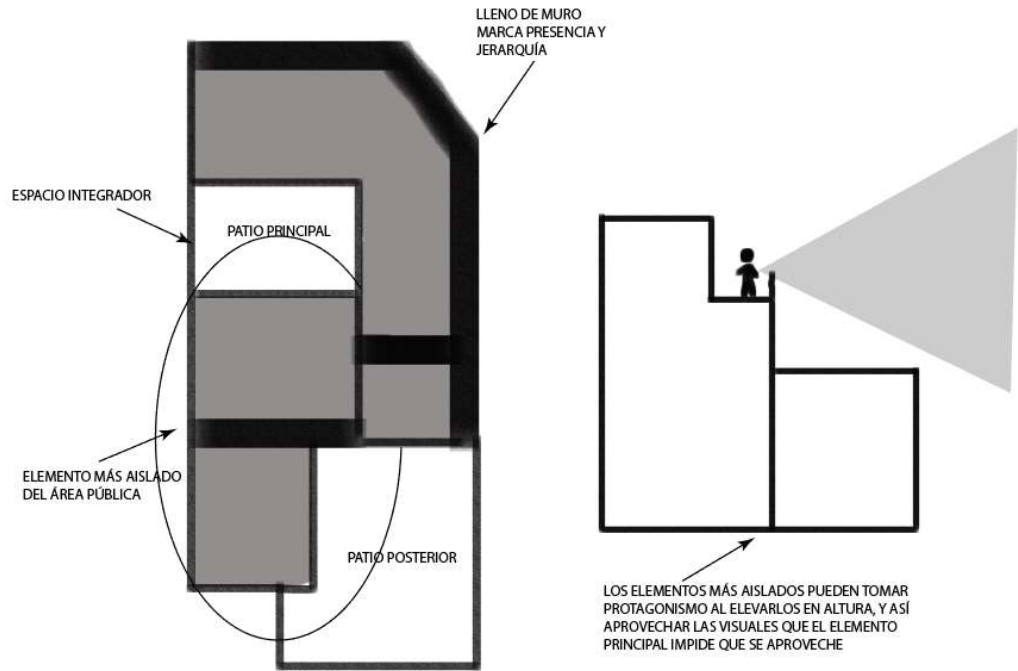 LLENO DE MURO
MARCA PRESENCIA Y
JERARQUÍA
ESPACIO INTEGRADOR
PATIO PRINCIPAL
ELEMENTO MÁS AISLADO
DEL ÁREA PÚBLICA
PATIO POSTERIOR
LOS ELEMENTOS MÁS AISLADOS PUEDEN TOMAR
PROTAGONISMO AL ELEVARLOS EN ALTURA, Y ASÍ
APROVECHAR LAS VISUALES QUE EL ELEMENTO
PRINCIPAL IMPIDE QUE SE APROVECHE